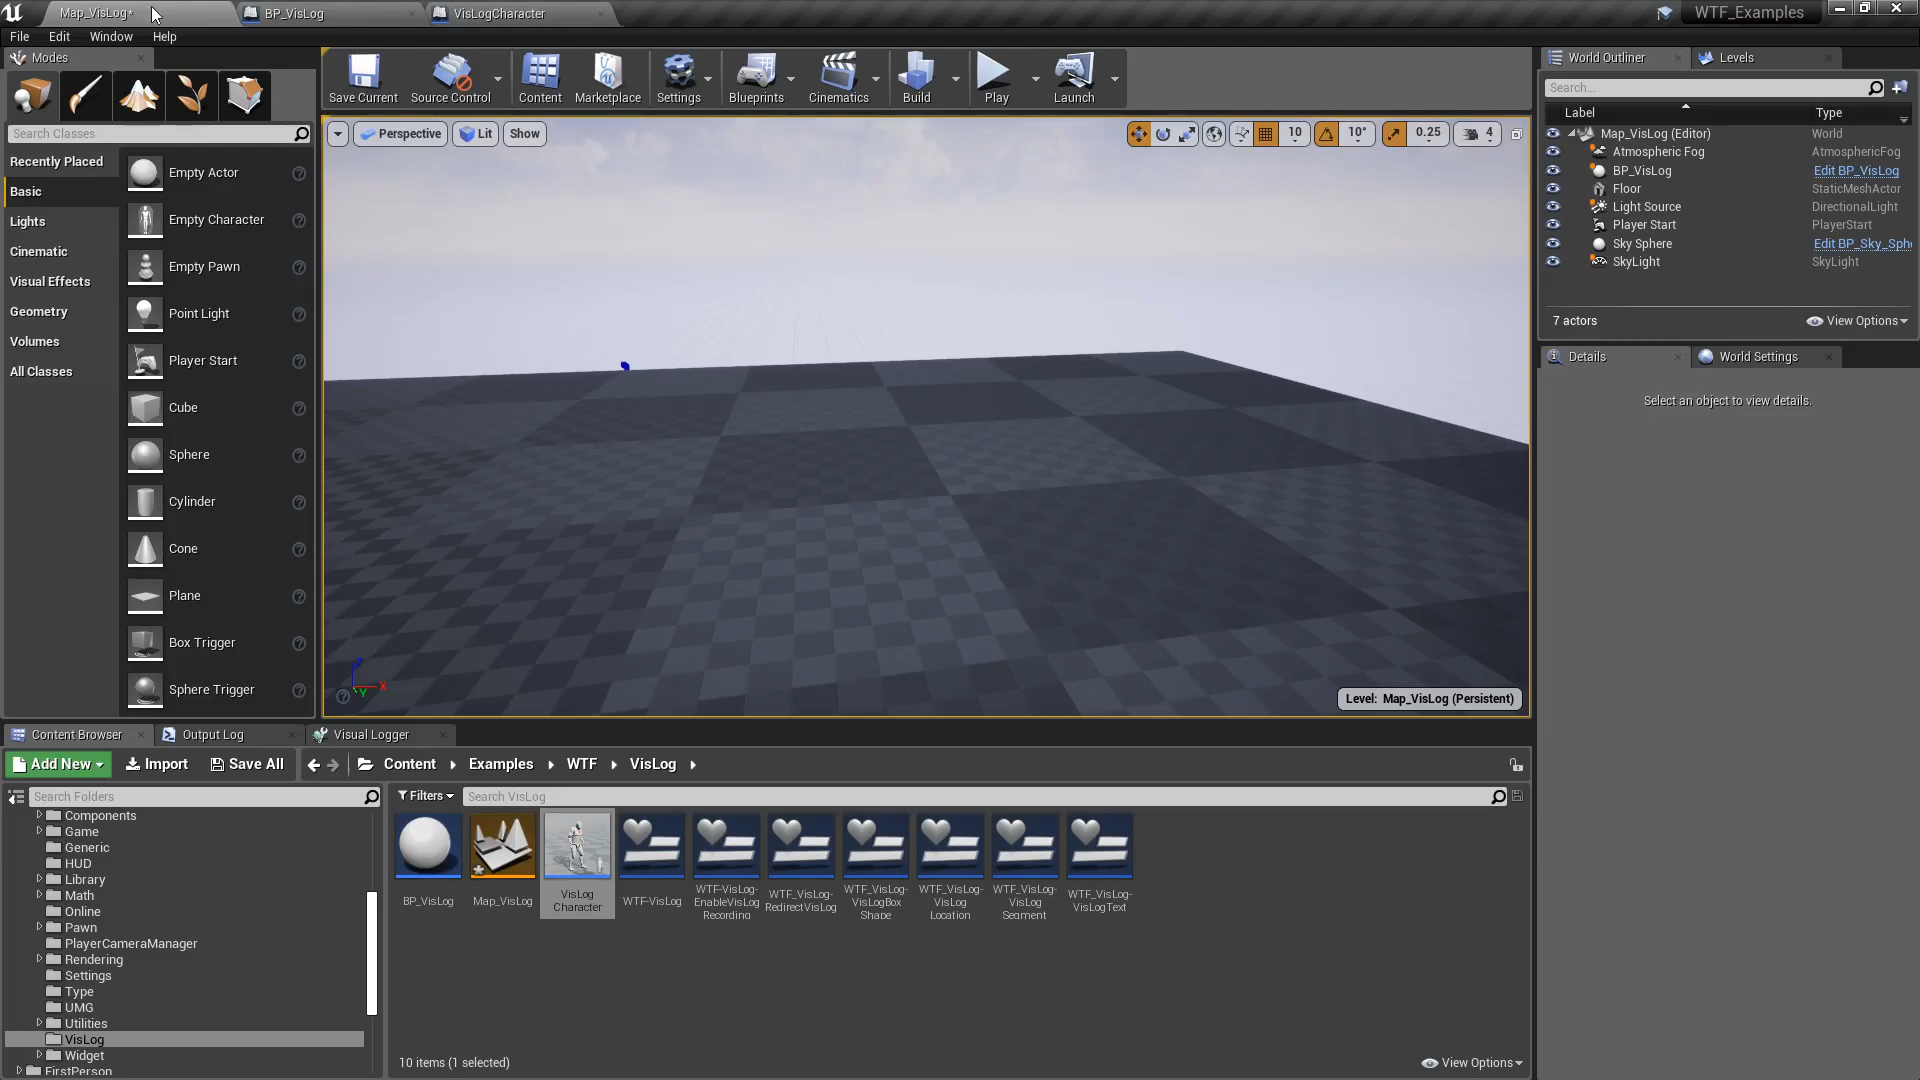 Map_VisLog*
BP_VisLog
VisLogCharacter
WTF_Examples
File
Edit
Window
Help
Modes
Save Current
Source Control
Content
Marketplace
Settings
Blueprints
Cinematics
Build
Play
Launch
Search Classes
Recently Placed
Basic
Lights
Cinematic
Visual Effects
Geometry
Volumes
All Classes
Empty Actor
Empty Character
Empty Pawn
Point Light
Player Start
Cube
Sphere
Cylinder
Cone
Plane
Box Trigger
Sphere Trigger
Perspective
Lit
Show
10
10°
0.25
4
X
Y
Level: Map_VisLog (Persistent)
World Outliner
Levels
Search...
Label
Type
Map_VisLog (Editor) World
Atmospheric Fog AtmosphericFog
BP_VisLog Edit BP_VisLog
Floor StaticMeshActor
Light Source DirectionalLight
Player Start PlayerStart
Sky Sphere Edit BP_Sky_Sph
SkyLight SkyLight
7 actors
View Options
Details
World Settings
Select an object to view details.
Content Browser
Output Log
Visual Logger
Add New
Import
Save All
Content
Examples
WTF
VisLog
Search Folders
Filters
Search VisLog
Components
Game
Generic
HUD
Library
Math
Online
Pawn
PlayerCameraManager
Rendering
Settings
Type
UMG
Utilities
VisLog
Widget
FirstPerson
BP_VisLog
Map_VisLog
VisLog
Character
WTF-VisLog
WTF-VisLog-
EnableVisLog
Recording
WTF_VisLog-
RedirectVisLog
WTF_VisLog-
VisLogBox
Shape
WTF_VisLog-
VisLog
Location
WTF_VisLog-
VisLog
Segment
WTF_VisLog-
VisLogText
10 items (1 selected)
View Options